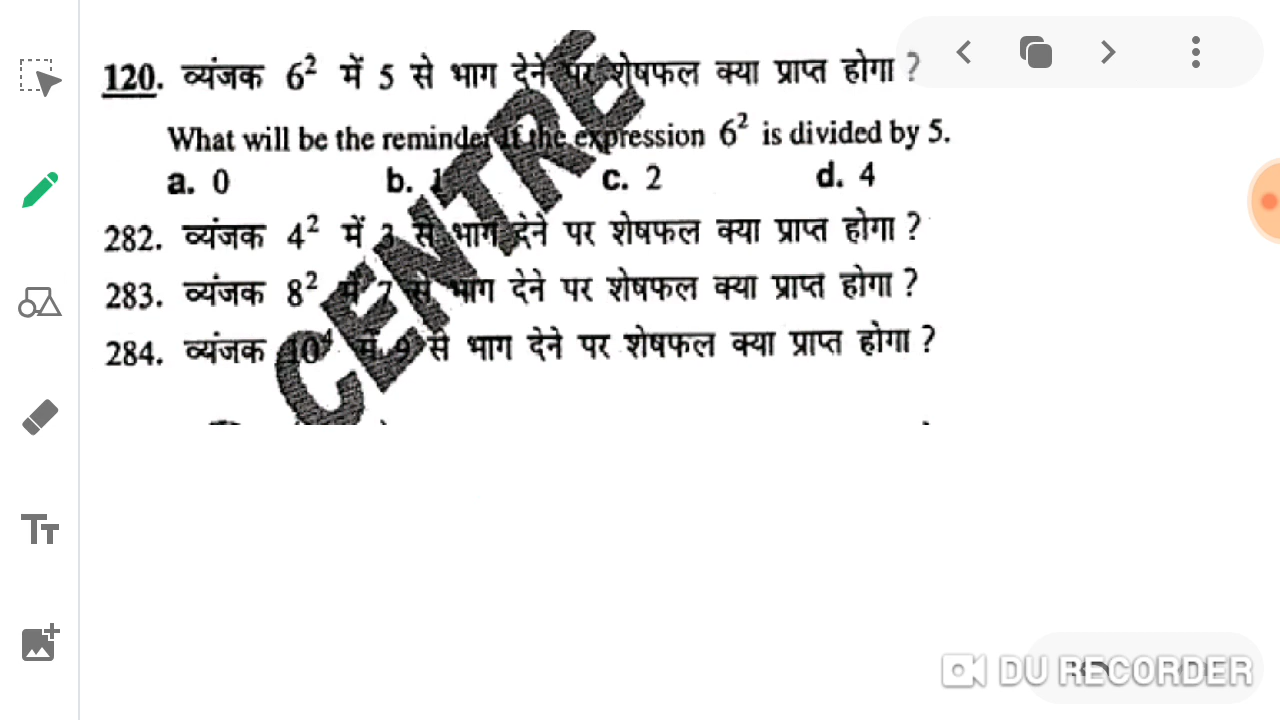 120. व्यंजक 6² में 5 से भाग देने पर शेषफल क्या प्राप्त होगा ?
What will be the reminder If the expression 6² is divided by 5.
a. 0 b. 1 c. 2 d. 4
282. व्यंजक 4² में 3 से भाग देने पर शेषफल क्या प्राप्त होगा ?
283. व्यंजक 8² में 7 से भाग देने पर शेषफल क्या प्राप्त होगा ?
284. व्यंजक 10⁴ में 9 से भाग देने पर शेषफल क्या प्राप्त होगा ?
CENTRE
TT
DU RECORDER